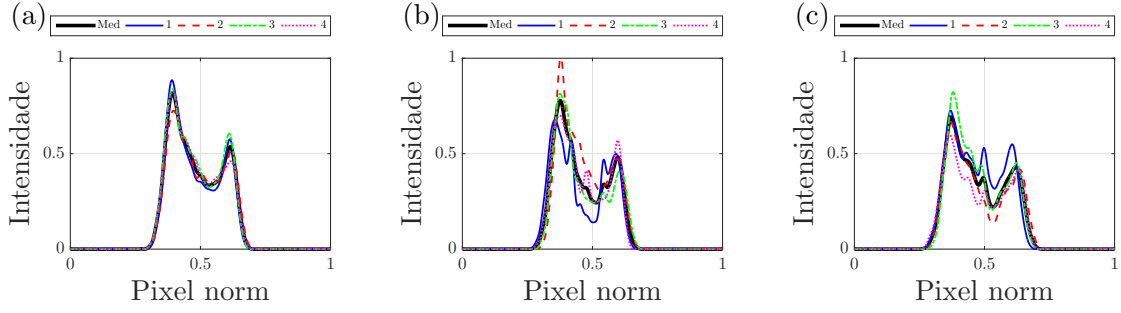 (a)
Med 1 2 3 4
Intensidade
1
0.5
0
0 0.5 1
Pixel norm
(b)
Med 1 2 3 4
Intensidade
1
0.5
0
0 0.5 1
Pixel norm
(c)
Med 1 2 3 4
Intensidade
1
0.5
0
0 0.5 1
Pixel norm